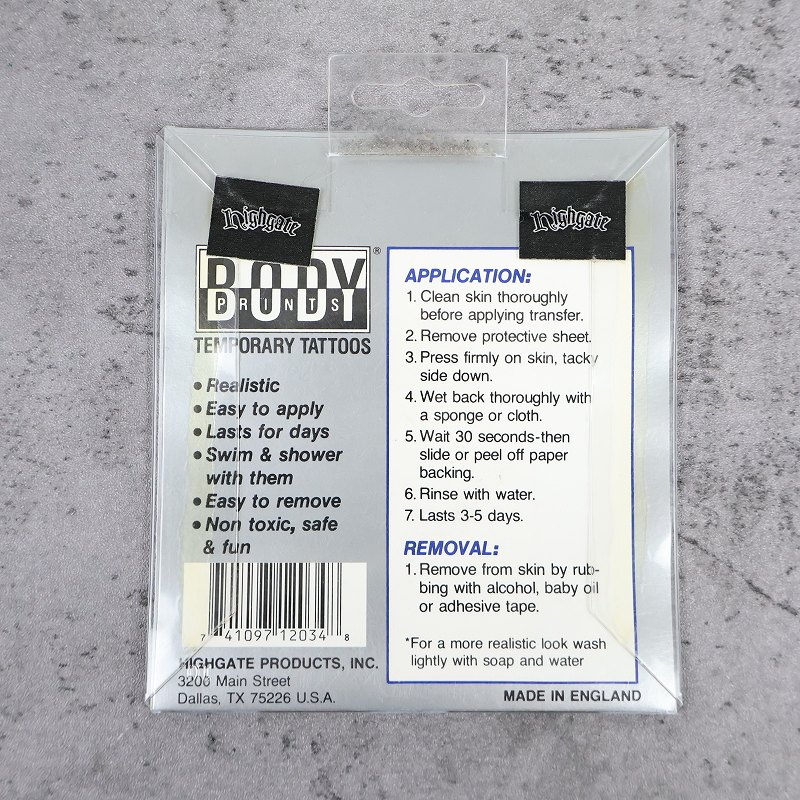 highgate
highgate
BODY ®
PRINTS
TEMPORARY TATTOOS
• Realistic
• Easy to apply
• Lasts for days
• Swim & shower
with them
• Easy to remove
• Non toxic, safe
& fun
7 41097 12034 8
HIGHGATE PRODUCTS, INC.
3200 Main Street
Dallas, TX 75226 U.S.A.
APPLICATION:
1. Clean skin thoroughly
before applying transfer.
2. Remove protective sheet.
3. Press firmly on skin, tacky
side down.
4. Wet back thoroughly with
a sponge or cloth.
5. Wait 30 seconds-then
slide or peel off paper
backing.
6. Rinse with water.
7. Lasts 3-5 days.
REMOVAL:
1. Remove from skin by rub-
bing with alcohol, baby oil
or adhesive tape.
*For a more realistic look wash
lightly with soap and water
MADE IN ENGLAND